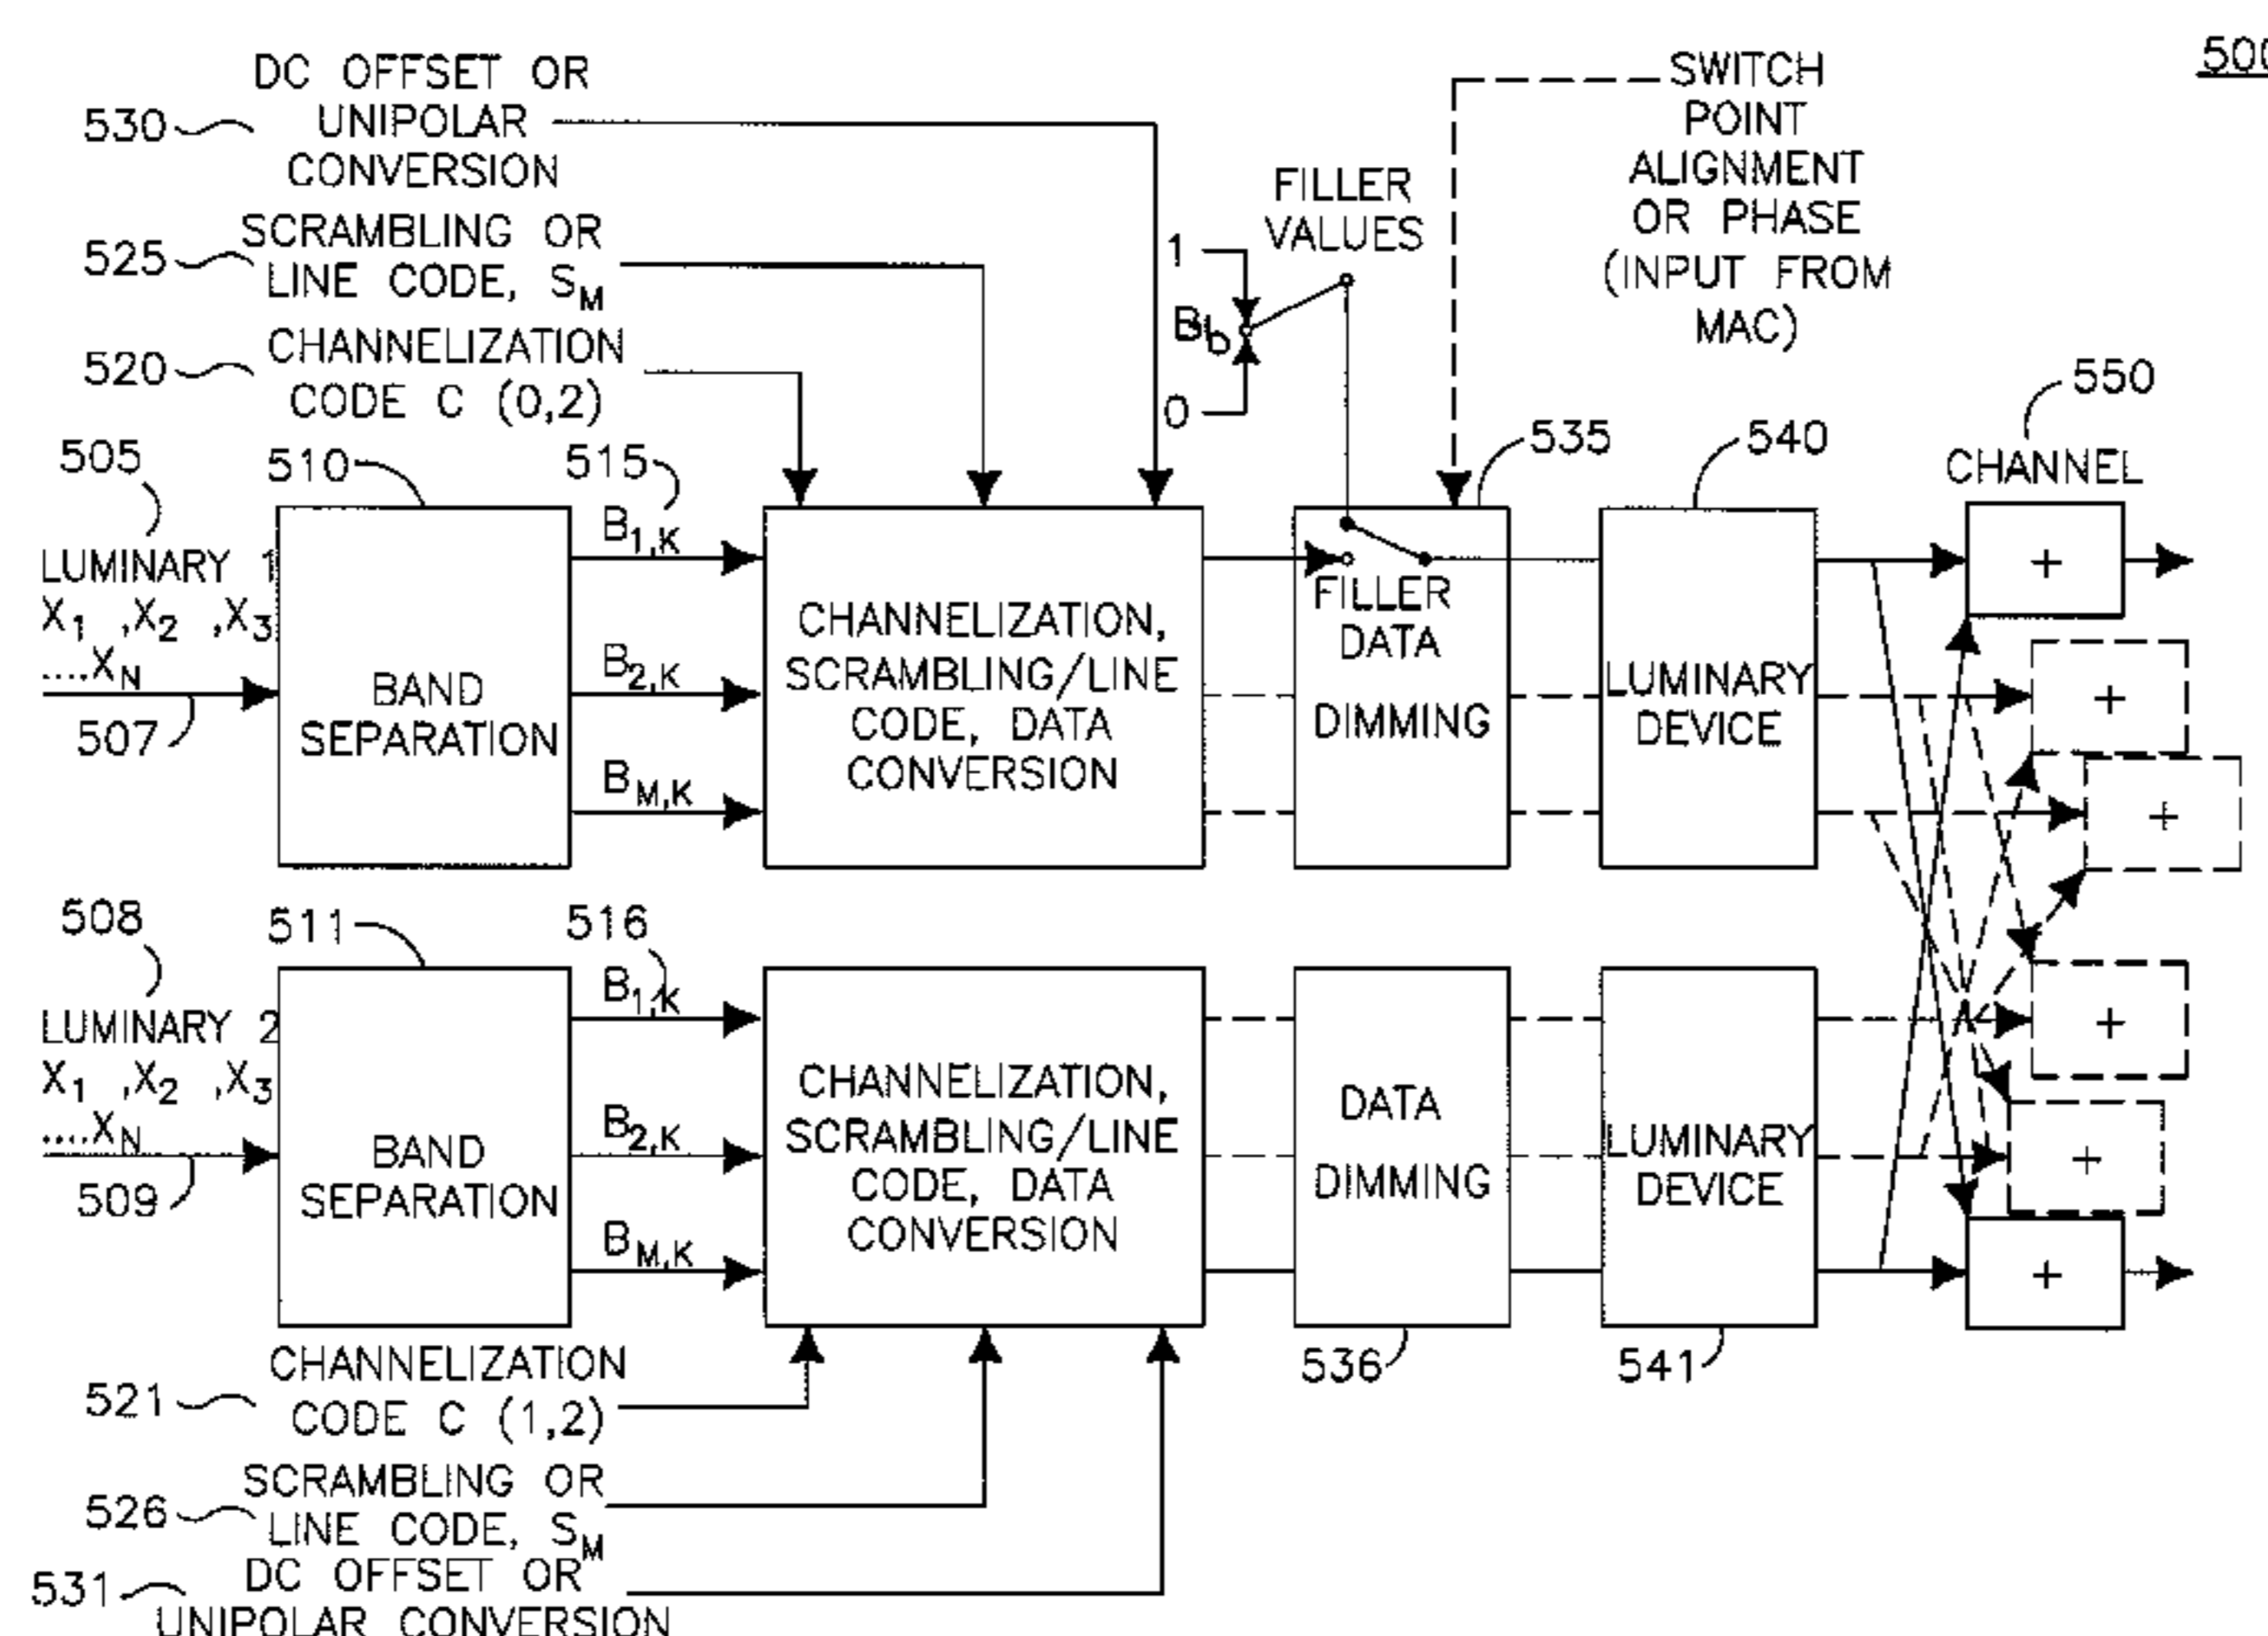 500
DC OFFSET OR
UNIPOLAR
CONVERSION
530
SCRAMBLING OR
LINE CODE, SM
525
CHANNELIZATION
CODE C (0,2)
520
FILLER
VALUES
1
0
SWITCH
POINT
ALIGNMENT
OR PHASE
(INPUT FROM
MAC)
550
CHANNEL
505
LUMINARY 1
X1 ,X2 ,X3
....XN
507
510
BAND
SEPARATION
515
B1,K
B2,K
BM,K
CHANNELIZATION,
SCRAMBLING/LINE
CODE, DATA
CONVERSION
535
FILLER
DATA
DIMMING
540
LUMINARY
DEVICE
+
+
+
508
LUMINARY 2
X1 ,X2 ,X3
....XN
509
511
BAND
SEPARATION
516
B1,K
B2,K
BM,K
CHANNELIZATION,
SCRAMBLING/LINE
CODE, DATA
CONVERSION
DATA
DIMMING
536
LUMINARY
DEVICE
541
+
+
+
CHANNELIZATION
CODE C (1,2)
521
SCRAMBLING OR
LINE CODE, SM
526
DC OFFSET OR
UNIPOLAR CONVERSION
531